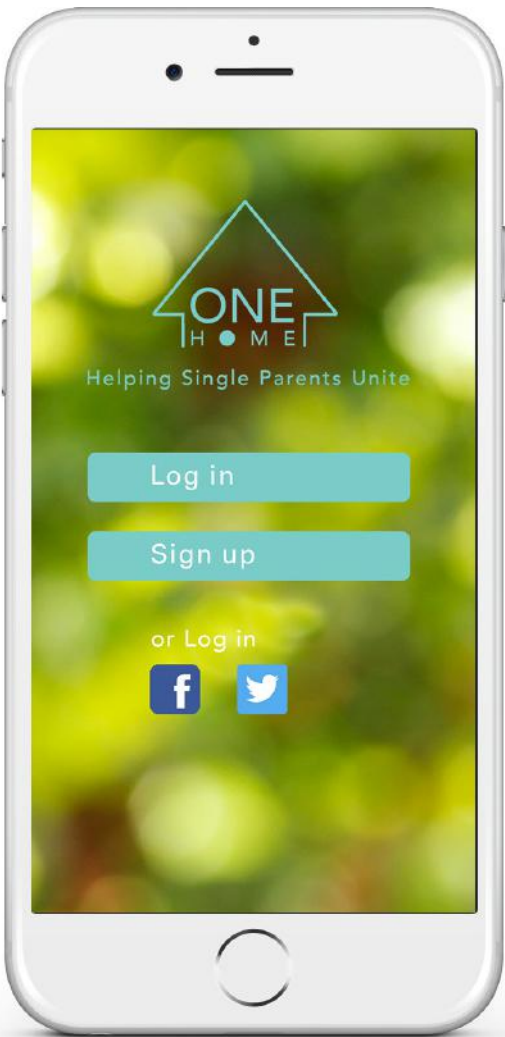 ONE
HOME
Helping Single Parents Unite
Log in
Sign up
or Log in